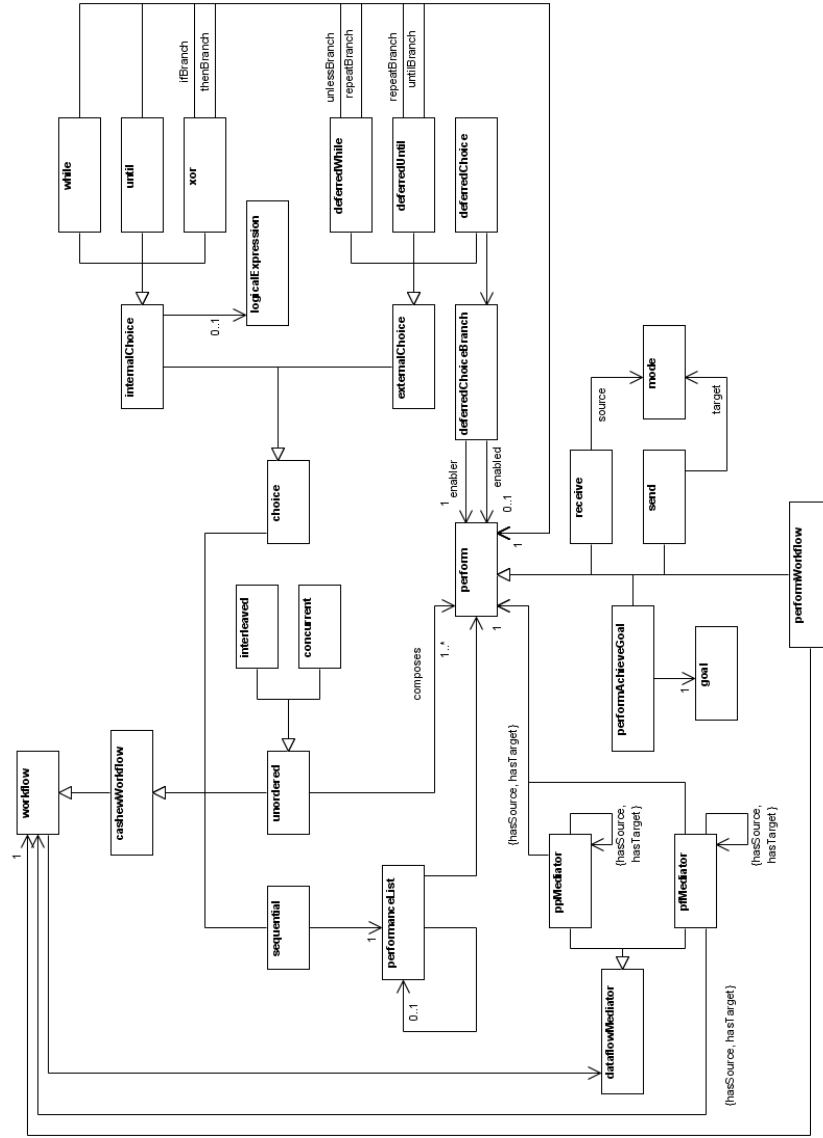 1
workflow
while
cashewWorkflow
internalChoice
until
ifBranch
xor
thenBranch
0..1
interleaved
sequential
logicalExpression
unordered
choice
concurrent
unlessBranch
deferredWhile
repeatBranch
1
performanceList
repeatBranch
externalChoice
deferredUntil
0..1
untilBranch
composes
1..*
1
enabler
perform
deferredChoiceBranch
deferredChoice
1
enabled
0..1
{hasSource, hasTarget}
1
ppMediator
receive
source
dataflowMediator
{hasSource,
hasTarget}
performAchieveGoal
send
mode
1
pfMediator
goal
target
{hasSource, hasTarget}
{hasSource,
hasTarget}
performWorkflow